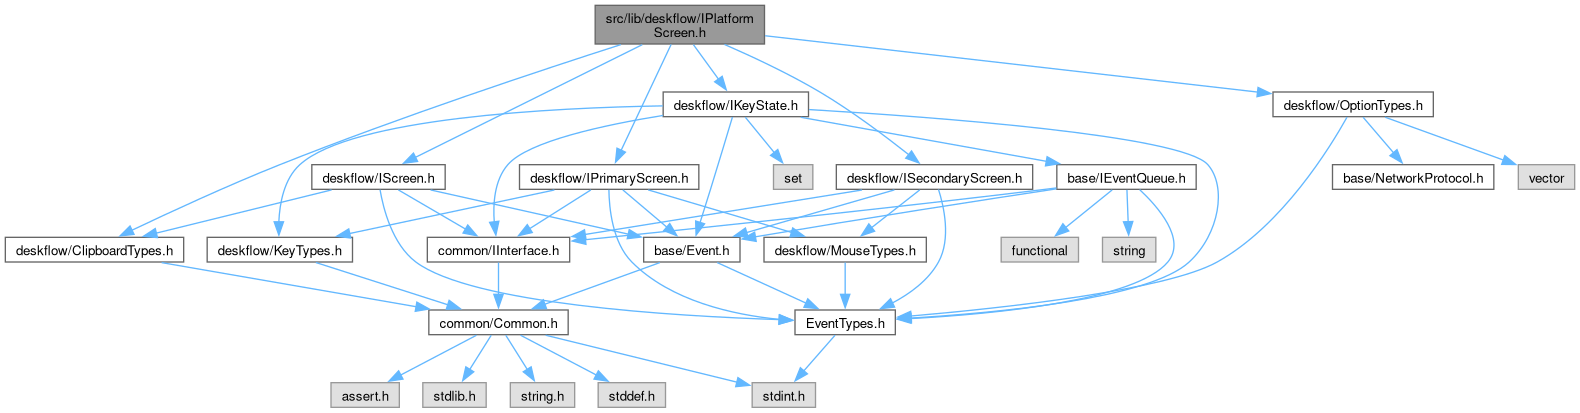 src/lib/deskflow/IPlatform
Screen.h
deskflow/IKeyState.h
deskflow/OptionTypes.h
deskflow/IScreen.h
deskflow/IPrimaryScreen.h
set
deskflow/ISecondaryScreen.h
base/IEventQueue.h
base/NetworkProtocol.h
vector
deskflow/ClipboardTypes.h
deskflow/KeyTypes.h
common/IInterface.h
base/Event.h
deskflow/MouseTypes.h
functional
string
common/Common.h
EventTypes.h
assert.h
stdlib.h
string.h
stddef.h
stdint.h